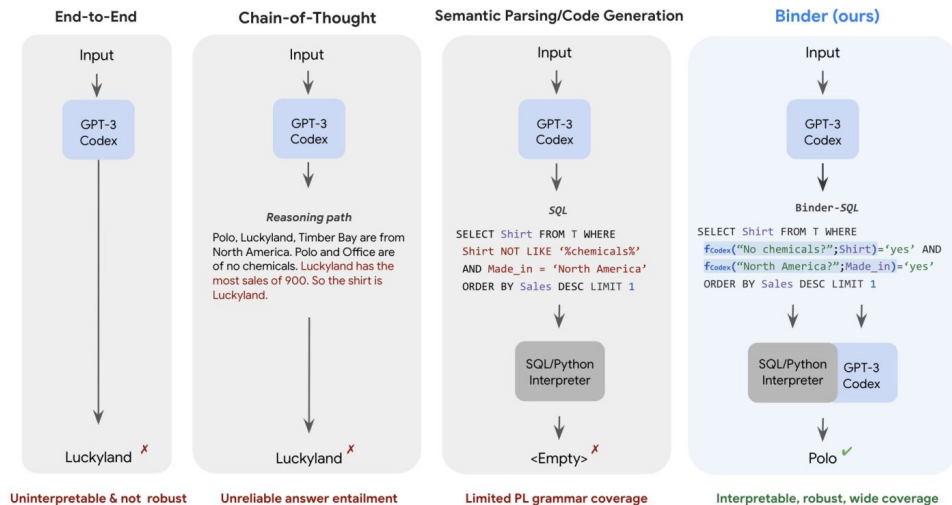 End-to-End
Input
GPT-3
Codex
Luckyland ✗
Uninterpretable & not robust
Chain-of-Thought
Input
GPT-3
Codex
Reasoning path
Polo, Luckyland, Timber Bay are from
North America. Polo and Office are
of no chemicals. Luckyland has the
most sales of 900. So the shirt is
Luckyland.
Luckyland ✗
Unreliable answer entailment
Semantic Parsing/Code Generation
Input
GPT-3
Codex
SQL
SELECT Shirt FROM T WHERE
Shirt NOT LIKE ‘%chemicals%’
AND Made_in = ‘North America’
ORDER BY Sales DESC LIMIT 1
SQL/Python
Interpreter
<Empty> ✗
Limited PL grammar coverage
Binder (ours)
Input
GPT-3
Codex
Binder-SQL
SELECT Shirt FROM T WHERE
fCodex(“No chemicals?”;Shirt)=‘yes’ AND
fCodex(“North America?”;Made_in)=‘yes’
ORDER BY Sales DESC LIMIT 1
SQL/Python
Interpreter
GPT-3
Codex
Polo ✓
Interpretable, robust, wide coverage